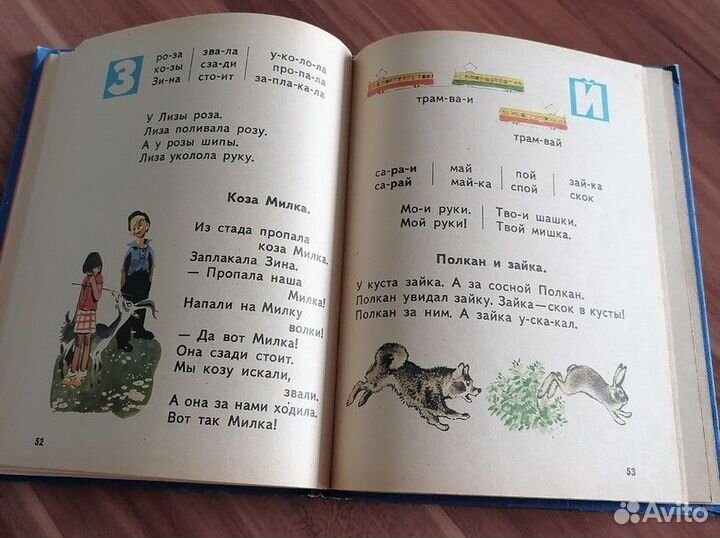 З
ро-за зва-ла у-ко-ло-ла
ко-зы сза-ди про-па-ла
Зи-на сто-ит за-пла-ка-ла
У Лизы роза.
Лиза поливала розу.
А у розы шипы.
Лиза уколола руку.
Коза Милка.
Из стада пропала
коза Милка.
Заплакала Зина.
— Пропала наша
Милка!
Напали на Милку
волки!
— Да вот Милка!
Она сзади стоит.
Мы козу искали,
звали.
А она за нами ходила.
Вот так Милка!
52
Й
трам-ва-и
трам-вай
са-ра-и май пой зай-ка
са-рай май-ка спой скок
Мо-и руки. Тво-и шашки.
Мой руки! Твой мишка.
Полкан и зайка.
У куста зайка. А за сосной Полкан.
Полкан увидал зайку. Зайка—скок в кусты!
Полкан за ним. А зайка у-ска-кал.
53
Avito